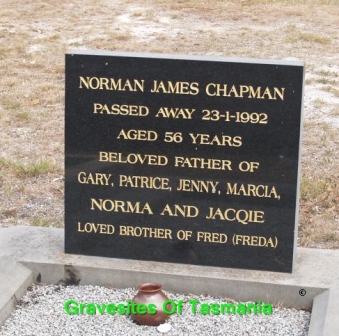 NORMAN JAMES CHAPMAN
PASSED AWAY 23-1-1992
AGED 56 YEARS
BELOVED FATHER OF
GARY, PATRICE, JENNY, MARCIA,
NORMA AND JACQIE
LOVED BROTHER OF FRED (FREDA)
©
Gravesites Of Tasmania